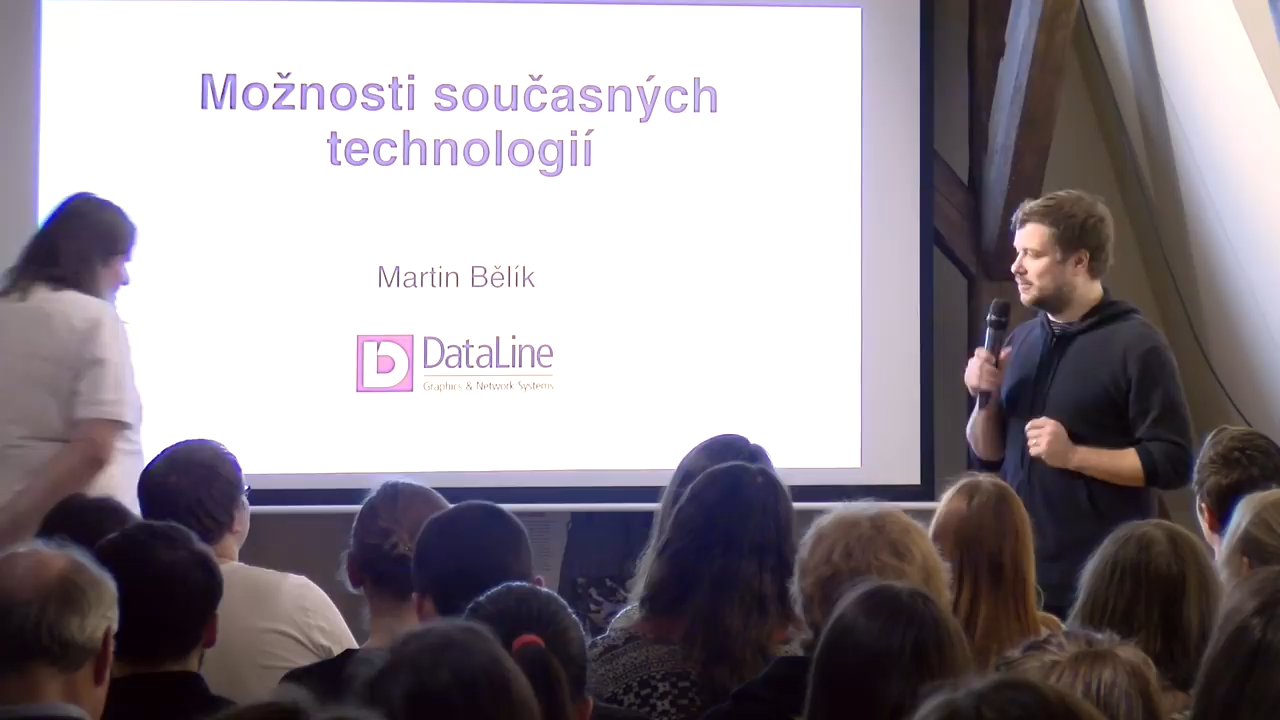 Možnosti současných
technologií
Martin Bělík
DataLine
Graphics & Network Systems